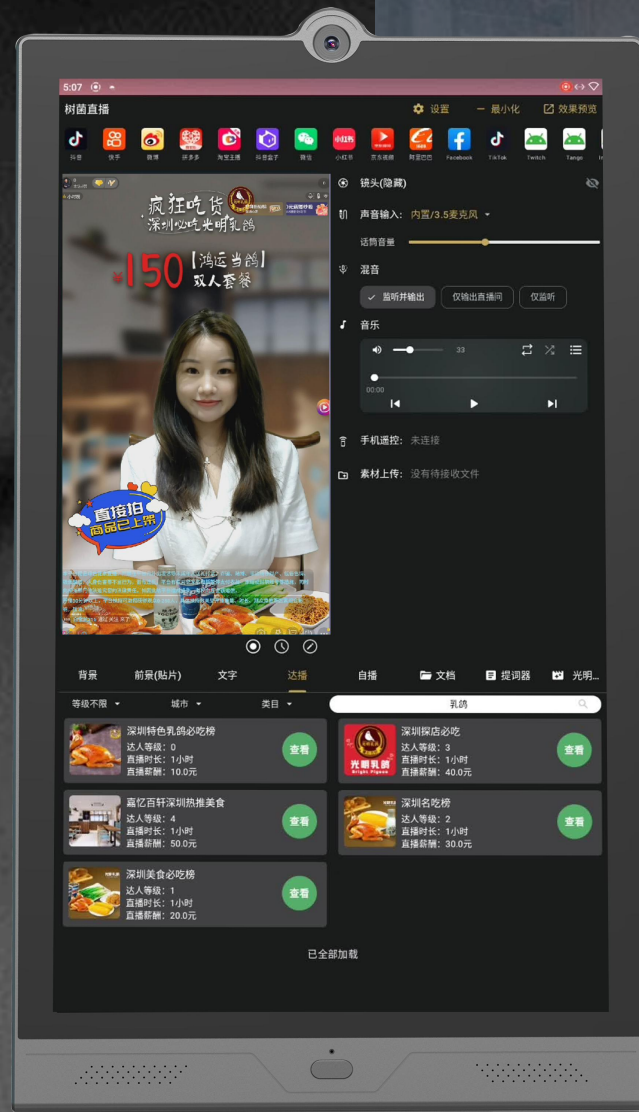 5:07
树菌直播
设置
最小化
效果预览
抖音
快手
微博
拼多多
淘宝主播
抖音盒子
微信
小红书
小红书
京东视频
阿里巴巴
Facebook
TikTok
Twitch
Tango
疯狂吃货
深圳必吃光明乳鸽
¥150【鸿运当鸽】
双人套餐
直接拍
商品已上架
镜头(隐藏)
声音输入: 内置/3.5麦克风
话筒音量
混音
监听并输出
仅输出直播间
仅监听
音乐
33
00:00
手机遥控: 未连接
素材上传: 没有待接收文件
背景
前景(贴片)
文字
达播
自播
文档
提词器
光明...
等级不限
城市
类目
乳鸽
深圳特色乳鸽必吃榜
达人等级: 0
直播时长: 1小时
直播薪酬: 10.0元
查看
光明乳鸽
Bright Pigeon
深圳探店必吃
达人等级: 3
直播时长: 1小时
直播薪酬: 40.0元
查看
嘉忆百轩深圳热推美食
达人等级: 4
直播时长: 1小时
直播薪酬: 50.0元
查看
深圳名吃榜
达人等级: 2
直播时长: 1小时
直播薪酬: 30.0元
查看
深圳美食必吃榜
达人等级: 1
直播时长: 1小时
直播薪酬: 20.0元
查看
已全部加载